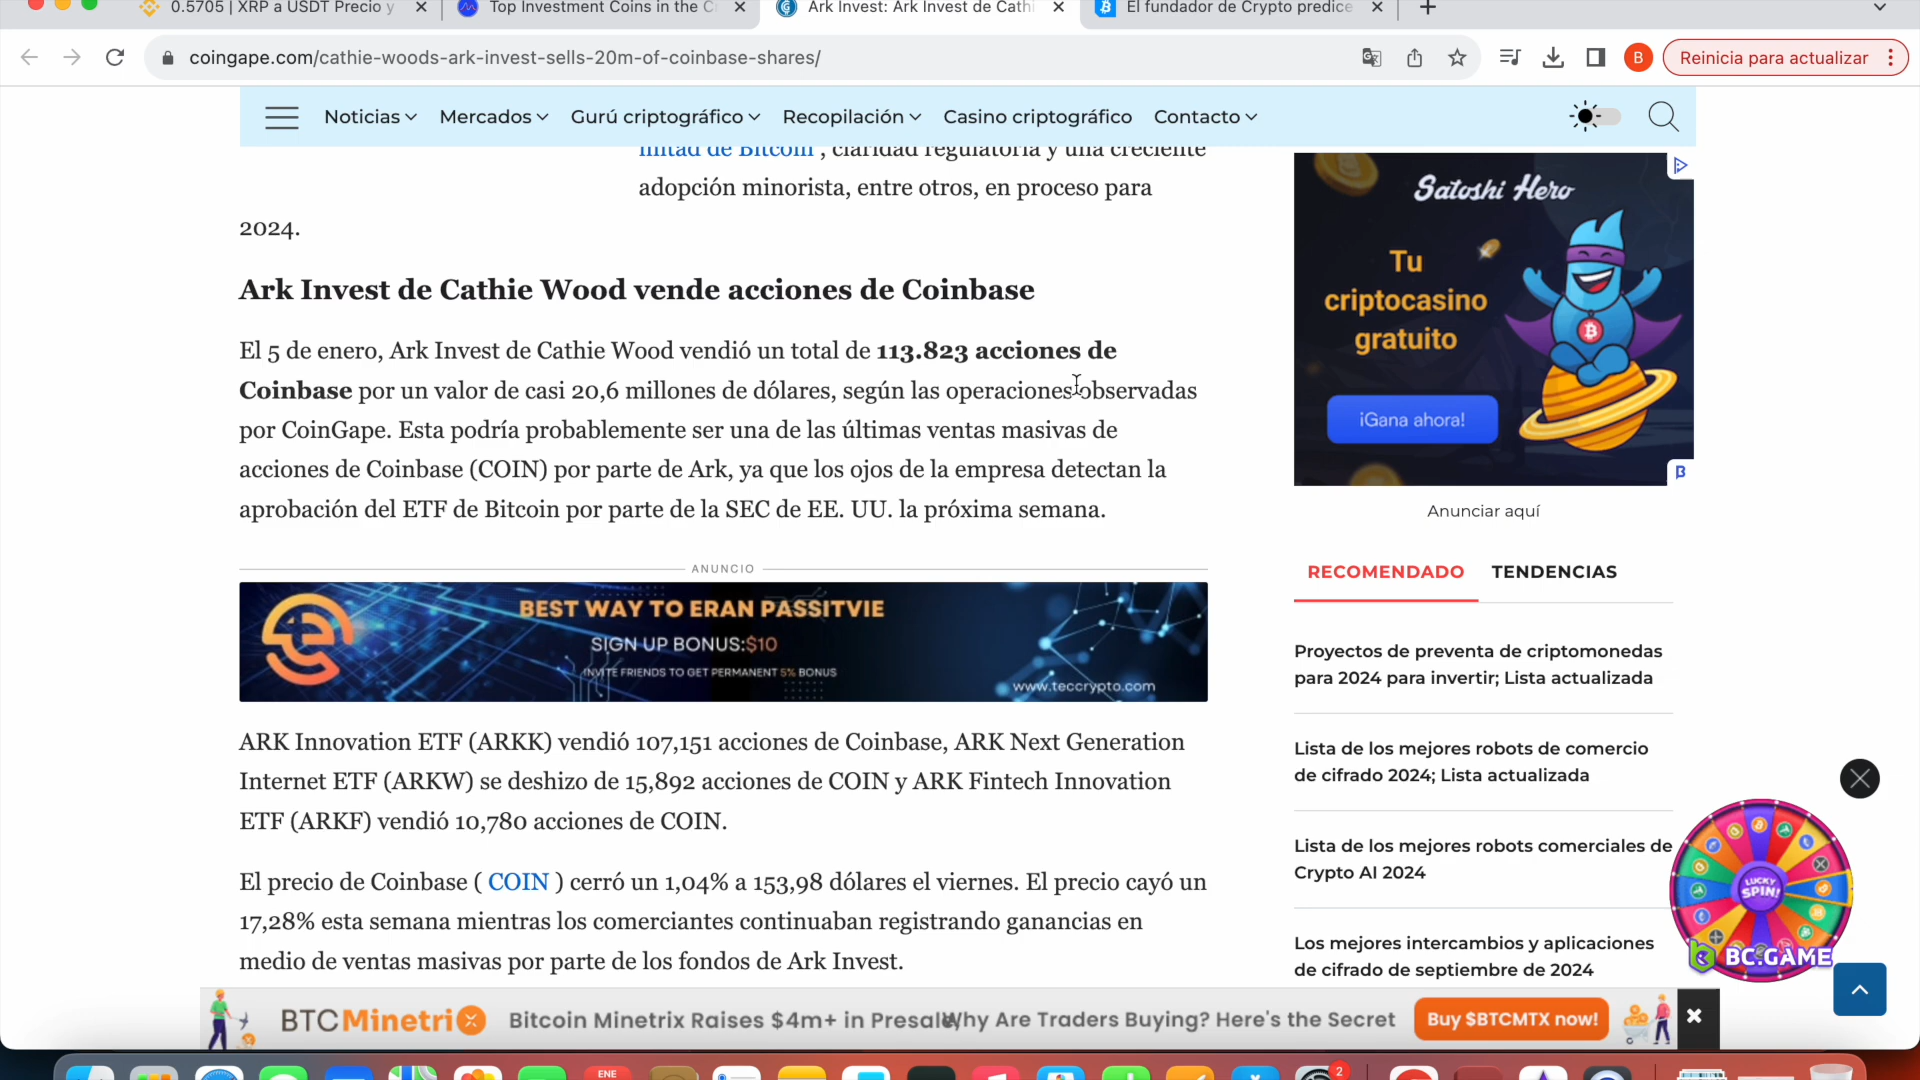 0.5705 | XRP a USDT Precio y
Top Investment Coins in the C
Ark Invest: Ark Invest de Cathi
El fundador de Crypto predice
coingape.com/cathie-woods-ark-invest-sells-20m-of-coinbase-shares/
B
Reinicia para actualizar
Noticias
Mercados
Gurú criptográfico
Recopilación
Casino criptográfico
Contacto
mitad de Bitcoin , claridad regulatoria y una creciente
adopción minorista, entre otros, en proceso para
2024.
Ark Invest de Cathie Wood vende acciones de Coinbase
El 5 de enero, Ark Invest de Cathie Wood vendió un total de 113.823 acciones de
Coinbase por un valor de casi 20,6 millones de dólares, según las operaciones observadas
por CoinGape. Esta podría probablemente ser una de las últimas ventas masivas de
acciones de Coinbase (COIN) por parte de Ark, ya que los ojos de la empresa detectan la
aprobación del ETF de Bitcoin por parte de la SEC de EE. UU. la próxima semana.
ANUNCIO
BEST WAY TO ERAN PASSITVIE
SIGN UP BONUS:$10
INVITE FRIENDS TO GET PERMANENT 5% BONUS
www.teccrypto.com
ARK Innovation ETF (ARKK) vendió 107,151 acciones de Coinbase, ARK Next Generation
Internet ETF (ARKW) se deshizo de 15,892 acciones de COIN y ARK Fintech Innovation
ETF (ARKF) vendió 10,780 acciones de COIN.
El precio de Coinbase ( COIN ) cerró un 1,04% a 153,98 dólares el viernes. El precio cayó un
17,28% esta semana mientras los comerciantes continuaban registrando ganancias en
medio de ventas masivas por parte de los fondos de Ark Invest.
Satoshi Hero
Tu
criptocasino
gratuito
¡Gana ahora!
Anunciar aquí
RECOMENDADO
TENDENCIAS
Proyectos de preventa de criptomonedas
para 2024 para invertir; Lista actualizada
Lista de los mejores robots de comercio
de cifrado 2024; Lista actualizada
Lista de los mejores robots comerciales de
Crypto AI 2024
Los mejores intercambios y aplicaciones
de cifrado de septiembre de 2024
LUCKY
SPIN!
BC.GAME
BTCMinetrix
Bitcoin Minetrix Raises $4m+ in Presale
Why Are Traders Buying? Here's the Secret
Buy $BTCMTX now!
ENE
2